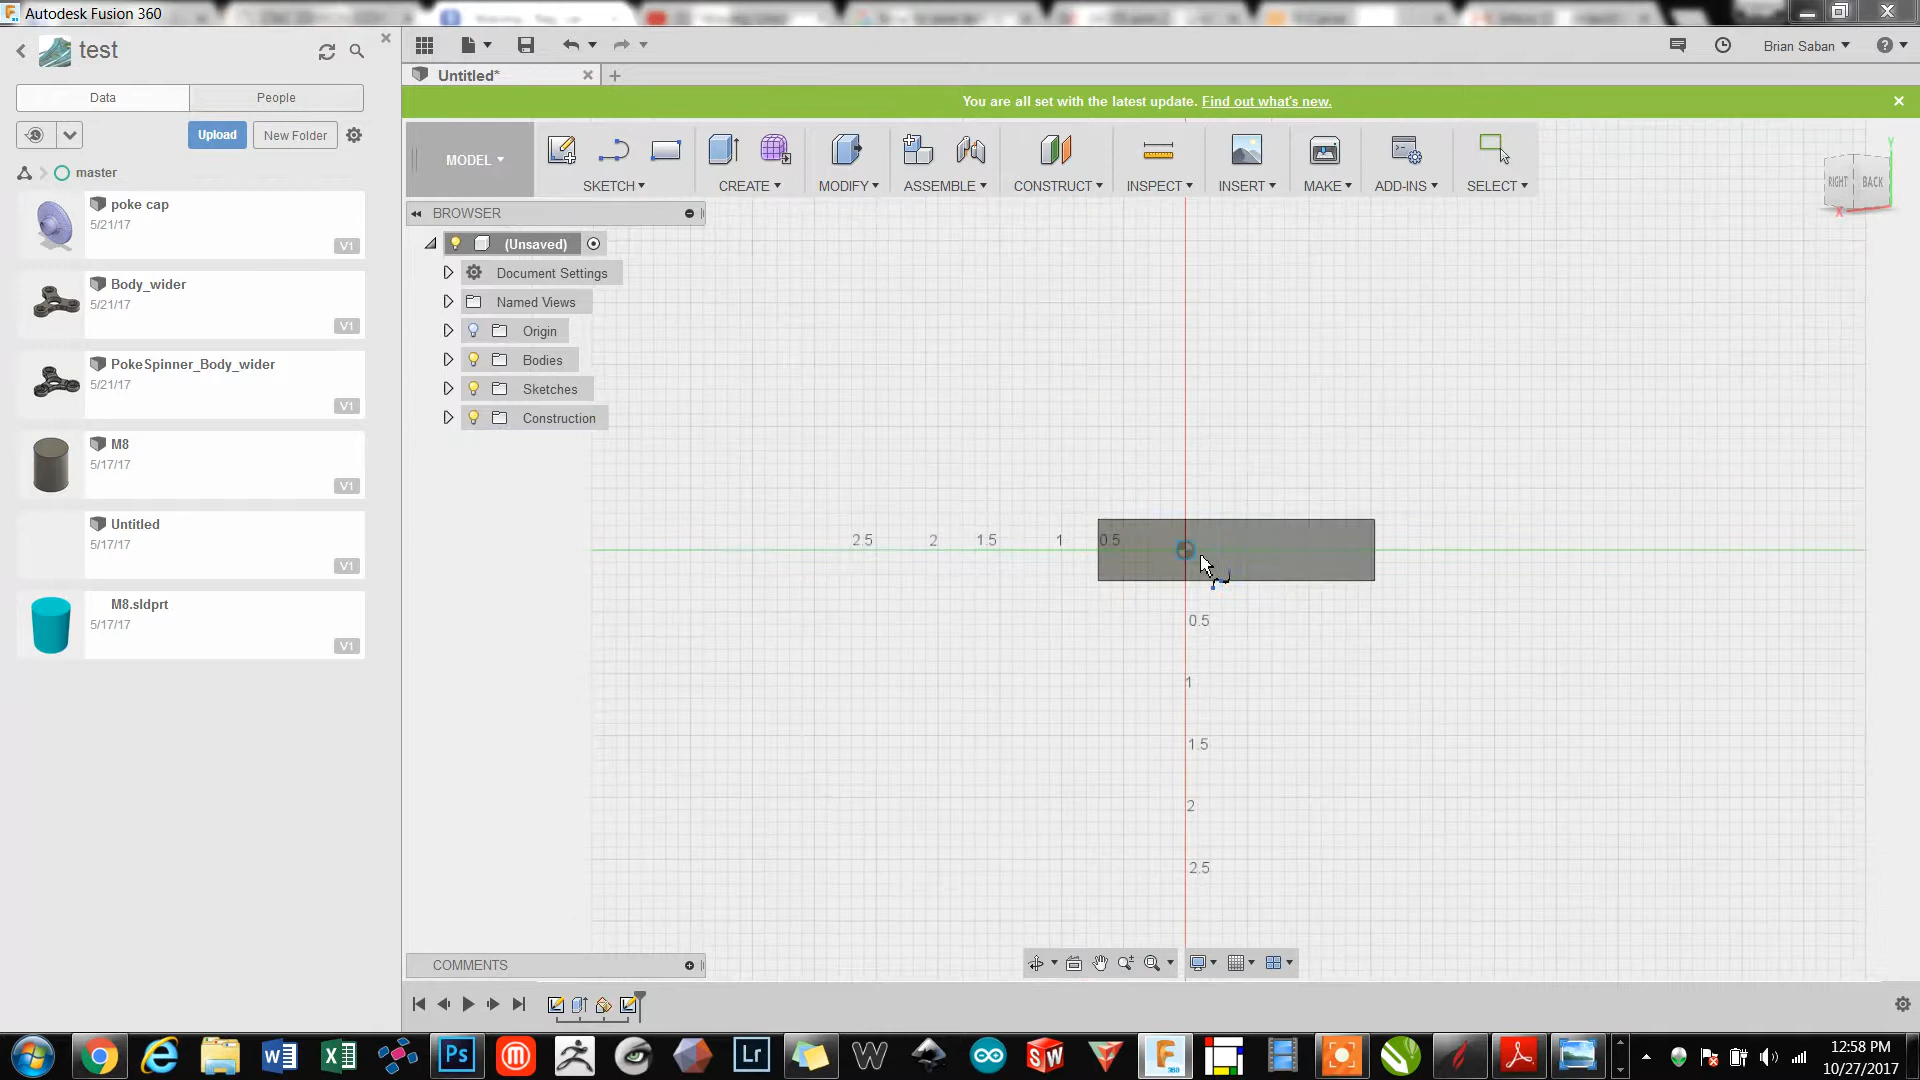 Autodesk Fusion 360
test
Brian Saban
Untitled*
Data
People
You are all set with the latest update. Find out what's new.
Upload
New Folder
master
MODEL
SKETCH
CREATE
MODIFY
ASSEMBLE
CONSTRUCT
INSPECT
INSERT
MAKE
ADD-INS
SELECT
Y
RIGHT
BACK
X
BROWSER
(Unsaved)
Document Settings
Named Views
Origin
Bodies
Sketches
Construction
poke cap
5/21/17
V1
Body_wider
5/21/17
V1
PokeSpinner_Body_wider
5/21/17
V1
M8
5/17/17
V1
Untitled
5/17/17
V1
M8.sldprt
5/17/17
V1
2.5
2
1.5
1
0.5
0.5
1
1.5
2
2.5
COMMENTS
Ps
Lr
W
SW
F
360
12:58 PM
10/27/2017